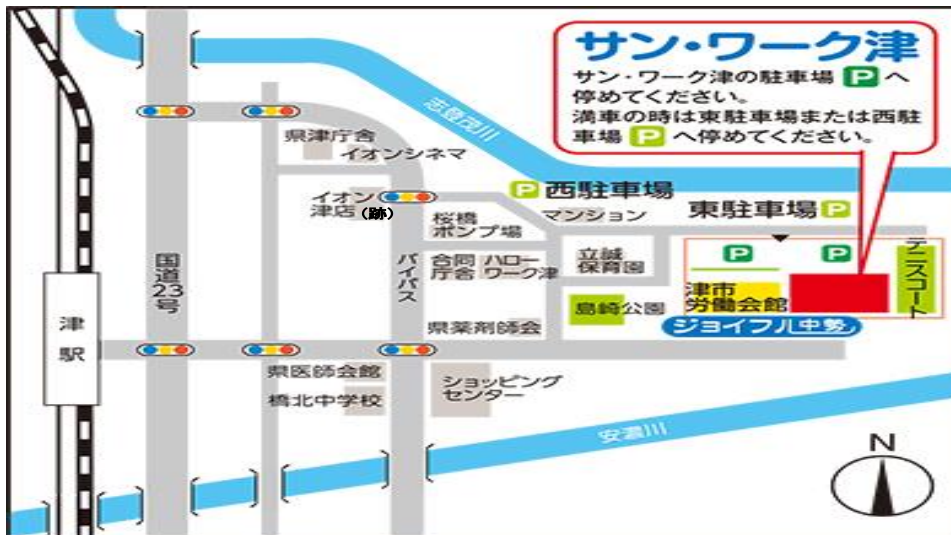 サン・ワーク津
サン・ワーク津の駐車場 P へ
停めてください。
満車の時は東駐車場または西駐
車場 P へ停めてください。
志登茂川
県津庁舎
イオンシネマ
イオン
津店(跡)
P 西駐車場
東駐車場 P
桜橋
ポンプ場
マンション
国道23号
バイパス
合同
庁舎
ハロー
ワーク津
立誠
保育園
P
P
テニスコート
津市
労働会館
島崎公園
ジョイフル中勢
津駅
県薬剤師会
県医師会館
橋北中学校
ショッピング
センター
安濃川
N